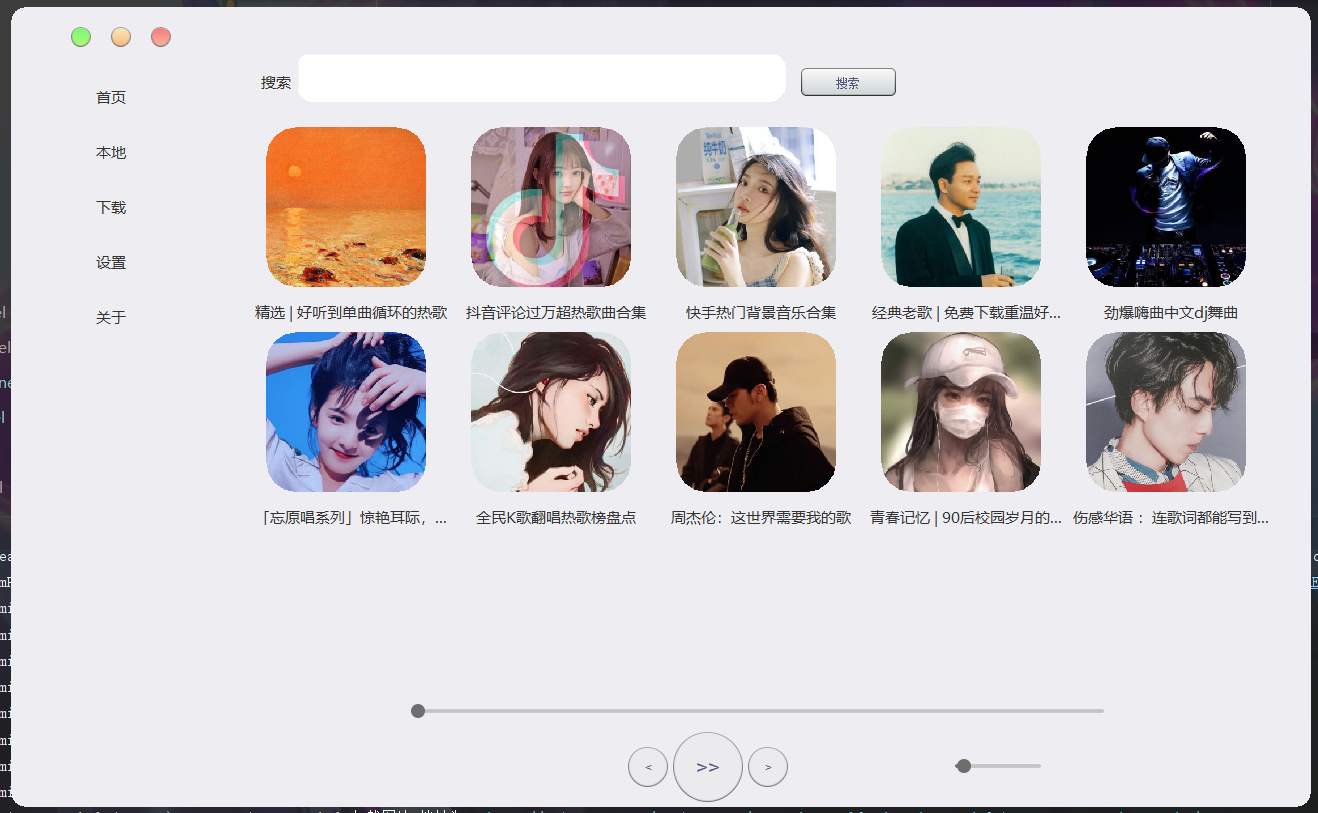 首页
本地
下载
设置
关于
搜索
搜索
纯牛奶
精选 | 好听到单曲循环的热歌
抖音评论过万超热歌曲合集
快手热门背景音乐合集
经典老歌 | 免费下载重温好...
劲爆嗨曲中文dj舞曲
「忘原唱系列」惊艳耳际，...
全民K歌翻唱热歌榜盘点
周杰伦：这世界需要我的歌
青春记忆 | 90后校园岁月的...
伤感华语 ：连歌词都能写到...
<
>>
>